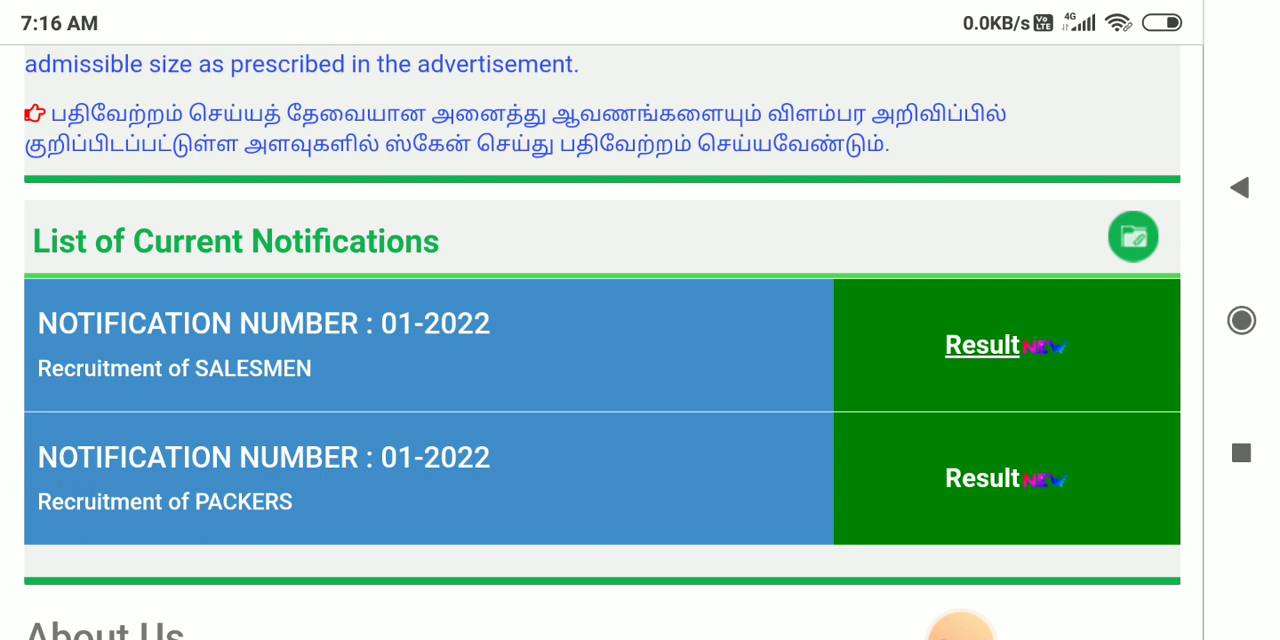 7:16 AM 0.0KB/s Vo LTE 4G
admissible size as prescribed in the advertisement.
பதிவேற்றம் செய்யத் தேவையான அனைத்து ஆவணங்களையும் விளம்பர அறிவிப்பில்
குறிப்பிடப்பட்டுள்ள அளவுகளில் ஸ்கேன் செய்து பதிவேற்றம் செய்யவேண்டும்.
List of Current Notifications
NOTIFICATION NUMBER : 01-2022
Recruitment of SALESMEN
Result NEW
NOTIFICATION NUMBER : 01-2022
Recruitment of PACKERS
Result NEW
About Us